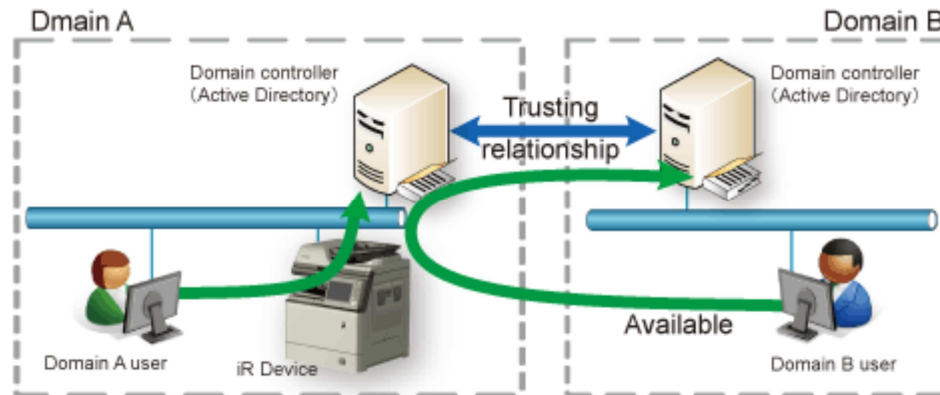 Dmain A
Domain B
Domain controller
(Active Directory)
Domain controller
(Active Directory)
Trusting
relationship
Available
Domain A user
iR Device
Domain B user